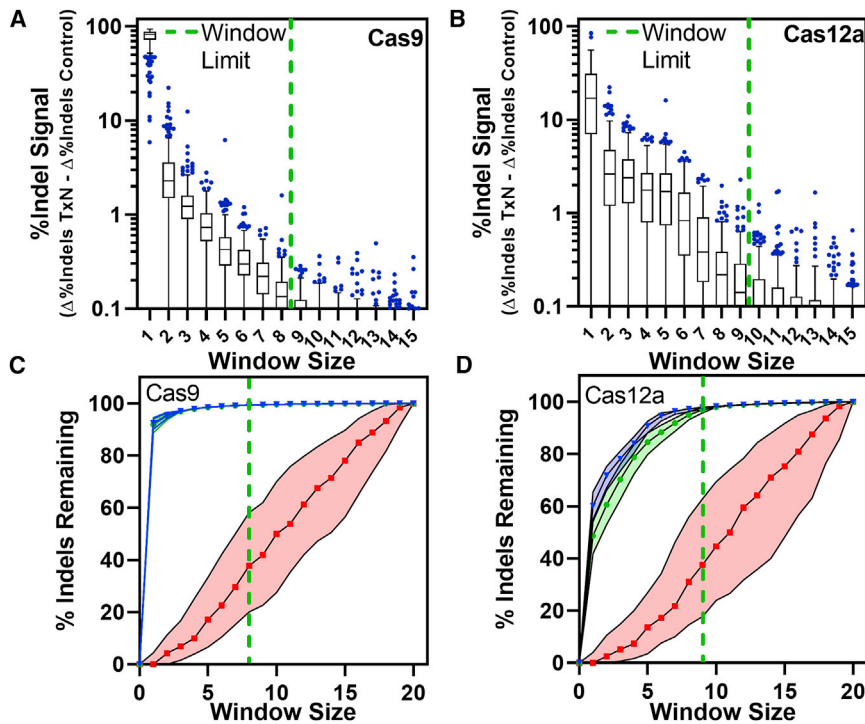 A
%Indel Signal
(Δ%Indels TxN - Δ%Indels Control)
100
10
1
0.1
Window
Limit
Cas9
1 2 3 4 5 6 7 8 9 10 11 12 13 14 15
Window Size
B
%Indel Signal
(Δ%Indels TxN - Δ%Indels Control)
100
10
1
0.1
Window
Limit
Cas12a
1 2 3 4 5 6 7 8 9 10 11 12 13 14 15
Window Size
C
% Indels Remaining
Cas9
100
80
60
40
20
0
0 5 10 15 20
Window Size
D
% Indels Remaining
Cas12a
100
80
60
40
20
0
0 5 10 15 20
Window Size